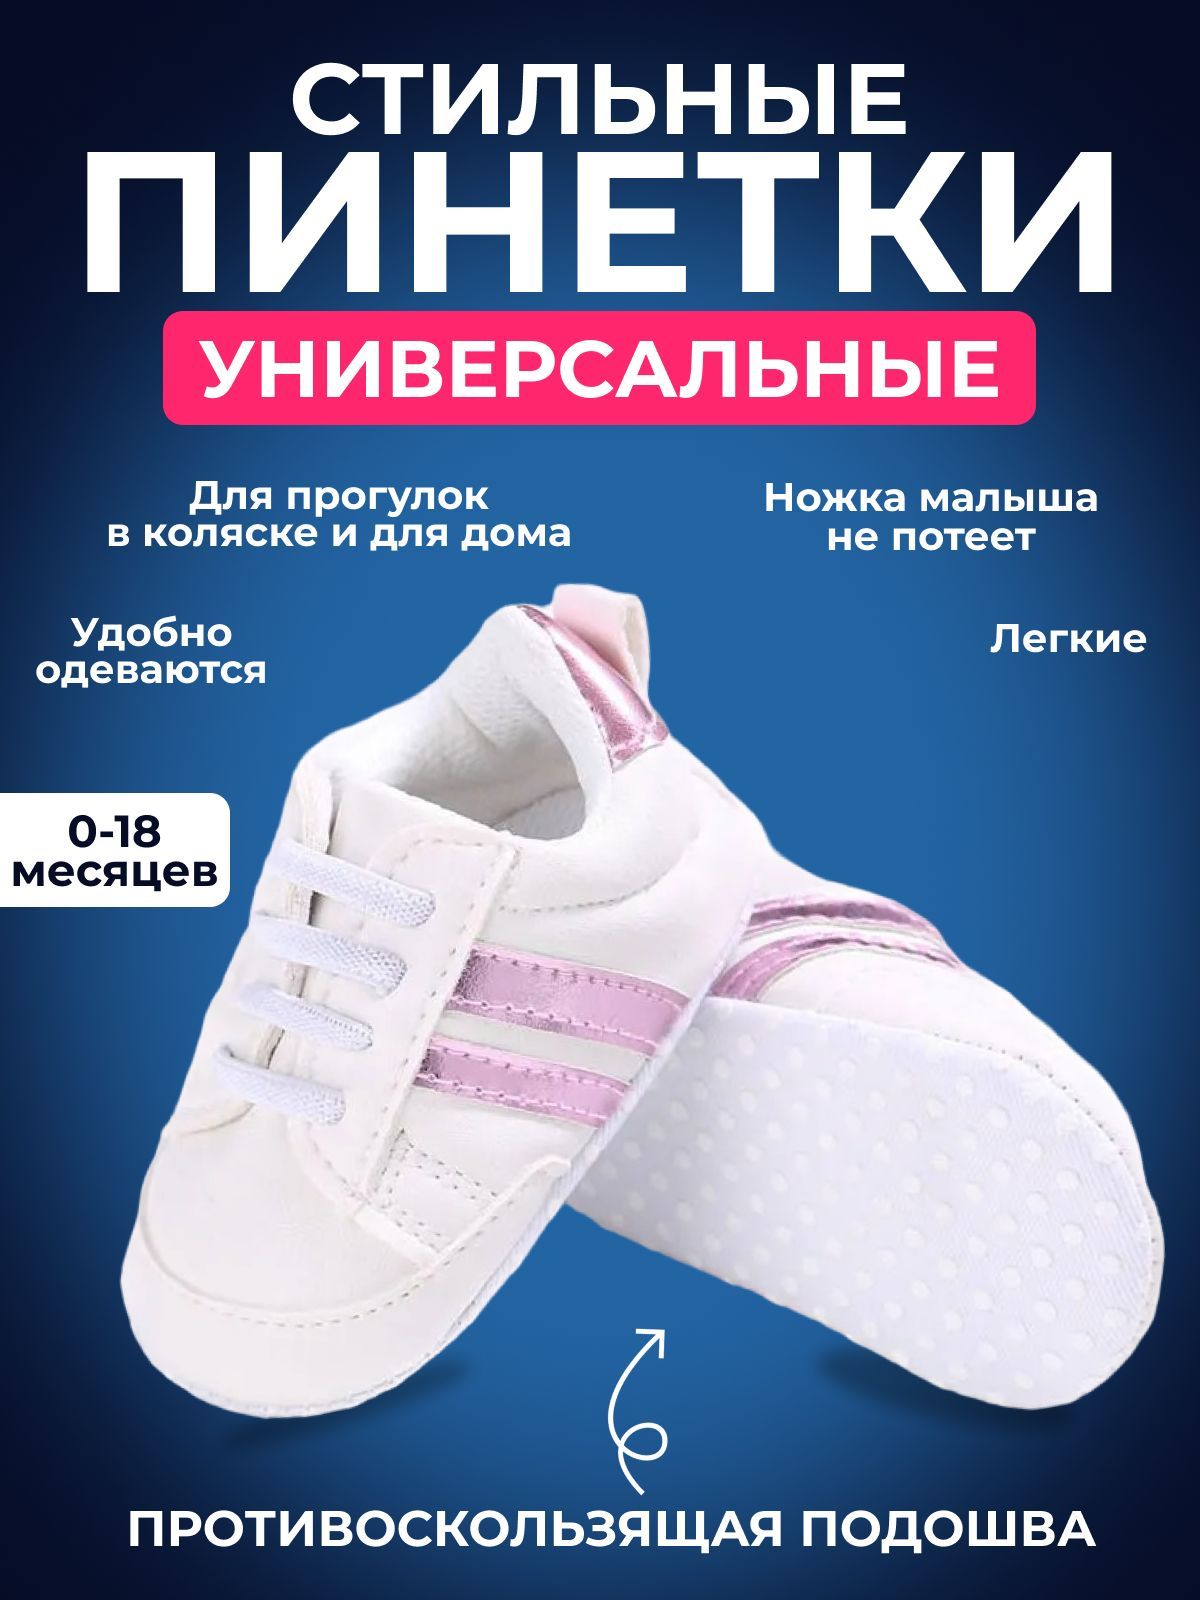 СТИЛЬНЫЕ
ПИНЕТКИ
УНИВЕРСАЛЬНЫЕ
Для прогулок
в коляске и для дома
Ножка малыша
не потеет
Удобно
одеваются
Легкие
0-18
месяцев
ПРОТИВОСКОЛЬЗЯЩАЯ ПОДОШВА